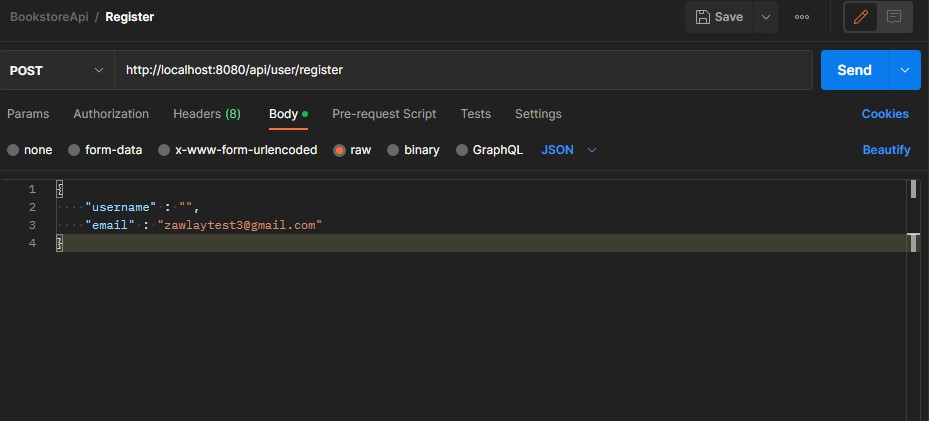 BookstoreApi / Register
Save
POST http://localhost:8080/api/user/register Send
Params Authorization Headers (8) Body Pre-request Script Tests Settings Cookies
none form-data x-www-form-urlencoded raw binary GraphQL JSON Beautify
1 {
2 "username" : "",
3 "email" : "zawlaytest3@gmail.com"
4 }